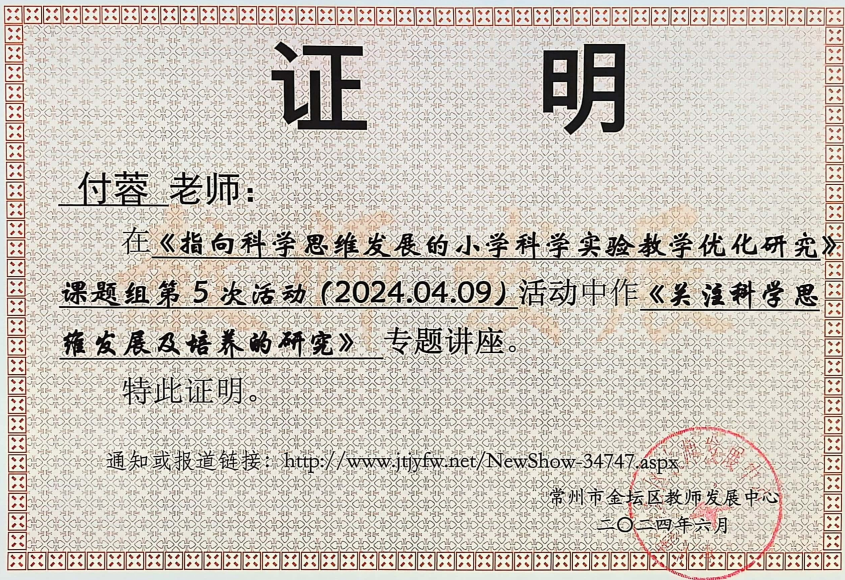 证 明
付蓉 老师：
在《指向科学思维发展的小学科学实验教学优化研究》
课题组第 5 次活动（2024.04.09）活动中作《关注科学思
维发展及培养的研究》 专题讲座。
特此证明。
通知或报道链接：http://www.jtjyfw.net/NewShow-34747.aspx
常州市金坛区教师发展中心
二〇二四年六月